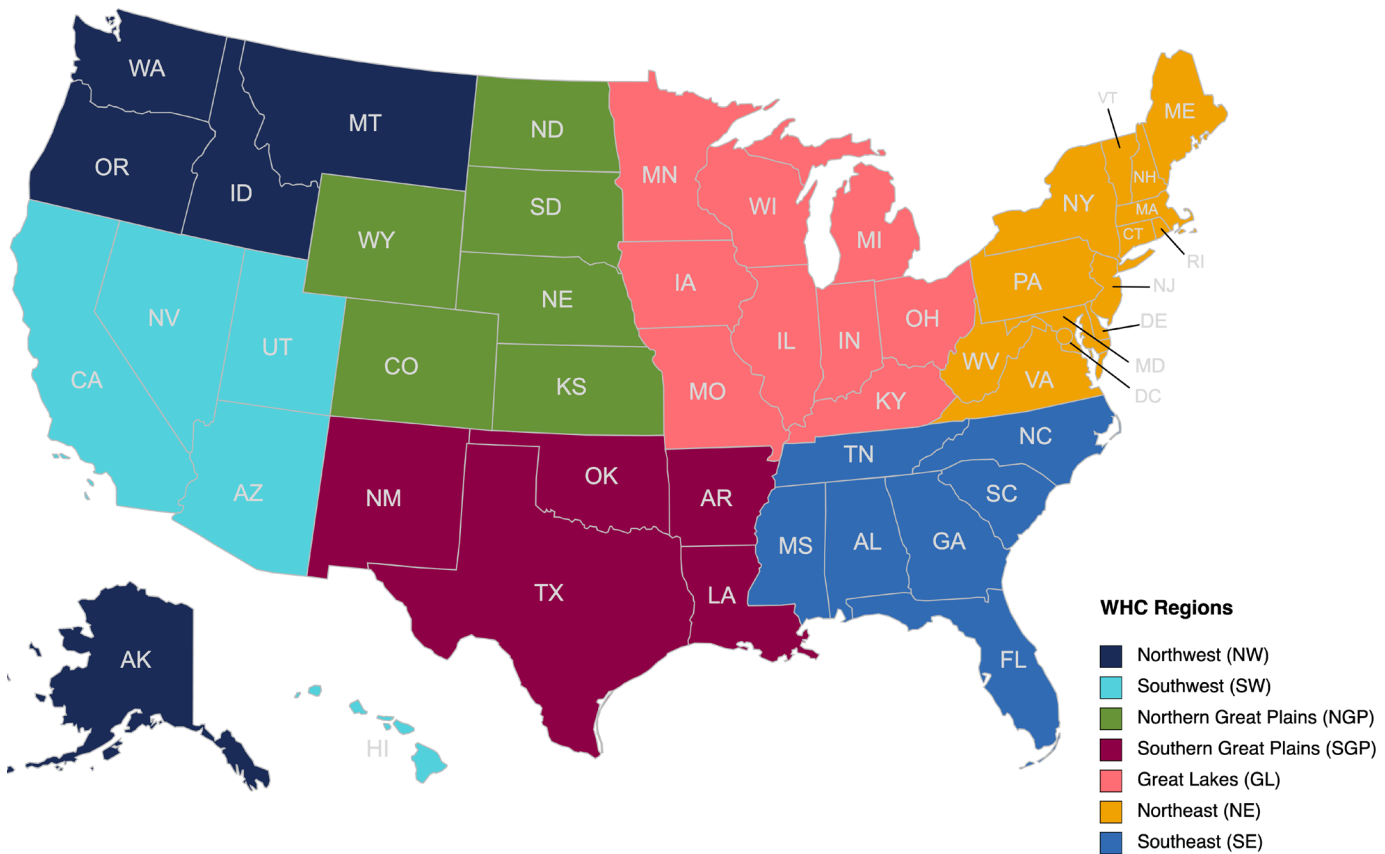 WA
MT
ND
MN
VT
ME
OR
ID
SD
WI
NH
NY
MA
WY
MI
CT
RI
NE
IA
PA
NJ
NV
UT
CO
KS
IL
IN
OH
DE
CA
MO
KY
WV
VA
MD
DC
AZ
NM
OK
AR
TN
NC
SC
TX
LA
MS
AL
GA
AK
HI
FL
WHC Regions
Northwest (NW)
Southwest (SW)
Northern Great Plains (NGP)
Southern Great Plains (SGP)
Great Lakes (GL)
Northeast (NE)
Southeast (SE)